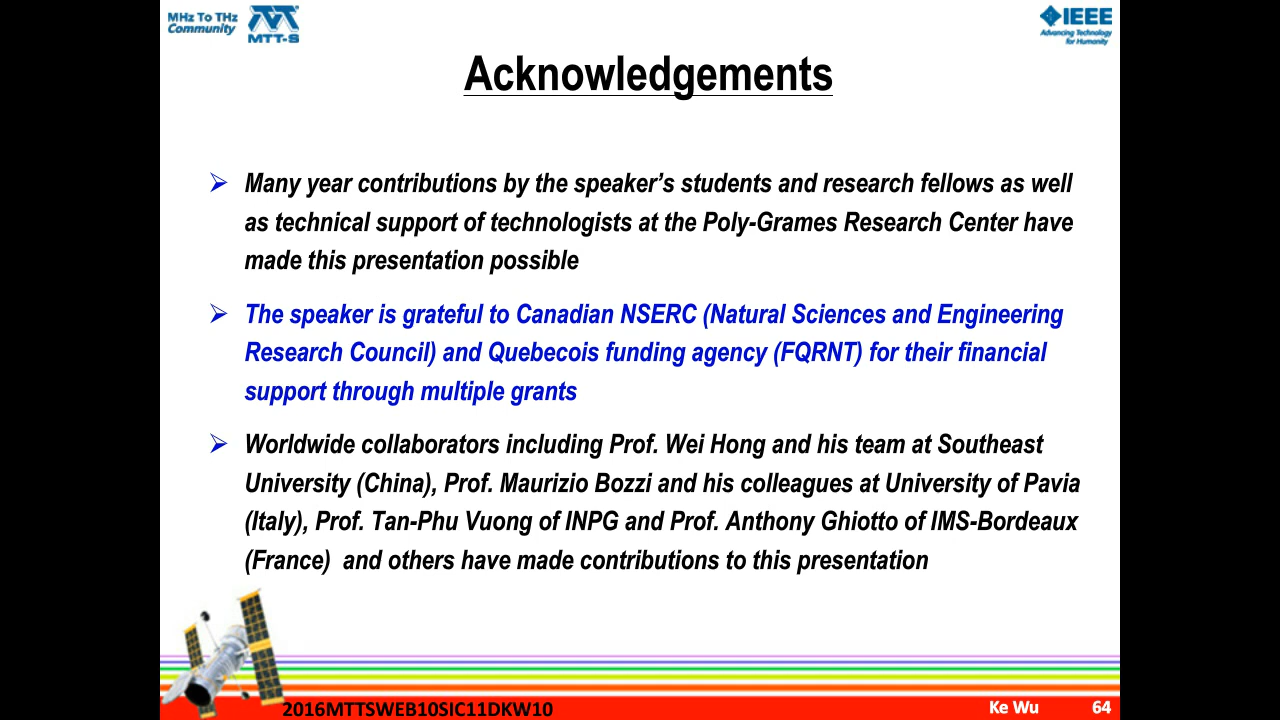 MHz To THz
Community
MTT-S
IEEE
Advancing Technology
for Humanity
Acknowledgements
Many year contributions by the speaker’s students and research fellows as well
as technical support of technologists at the Poly-Grames Research Center have
made this presentation possible
The speaker is grateful to Canadian NSERC (Natural Sciences and Engineering
Research Council) and Quebecois funding agency (FQRNT) for their financial
support through multiple grants
Worldwide collaborators including Prof. Wei Hong and his team at Southeast
University (China), Prof. Maurizio Bozzi and his colleagues at University of Pavia
(Italy), Prof. Tan-Phu Vuong of INPG and Prof. Anthony Ghiotto of IMS-Bordeaux
(France)  and others have made contributions to this presentation
2016MTTSWEB10SIC11DKW10
Ke Wu
64